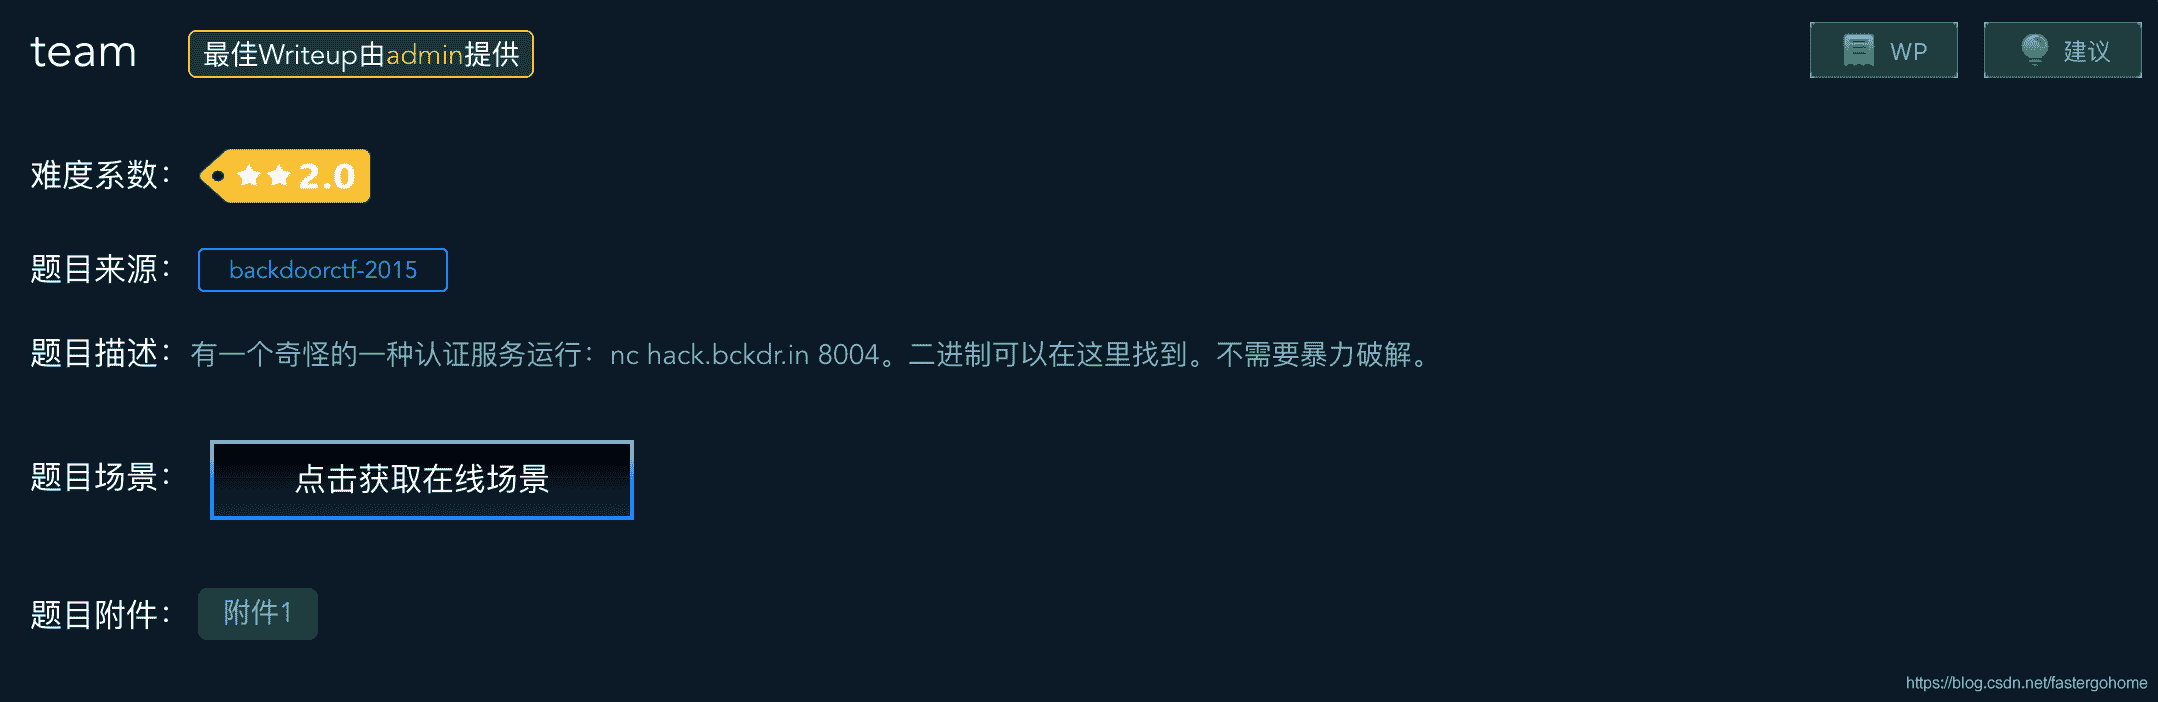 team 最佳Writeup由admin提供 WP 建议
难度系数： 2.0
题目来源： backdoorctf-2015
题目描述：有一个奇怪的一种认证服务运行：nc hack.bckdr.in 8004。二进制可以在这里找到。不需要暴力破解。
题目场景： 点击获取在线场景
题目附件： 附件1
https://blog.csdn.net/fastergohome